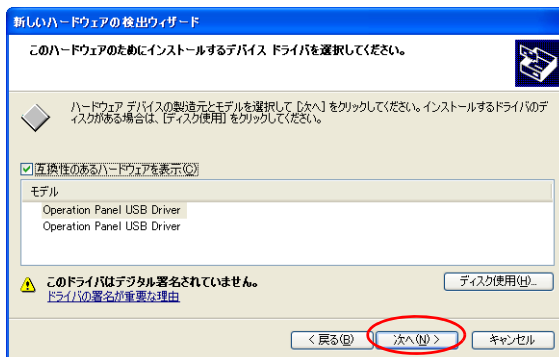 新しいハードウェアの検出ウィザード
このハードウェアのためにインストールするデバイス ドライバを選択してください。
ハードウェア デバイスの製造元とモデルを選択して [次へ] をクリックしてください。インストールするドライバのデ
ィスクがある場合は、[ディスク使用] をクリックしてください。
互換性のあるハードウェアを表示(C)
モデル
Operation Panel USB Driver
Operation Panel USB Driver
このドライバはデジタル署名されていません。
ドライバの署名が重要な理由
ディスク使用(H)...
< 戻る(B)
次へ(N) >
キャンセル